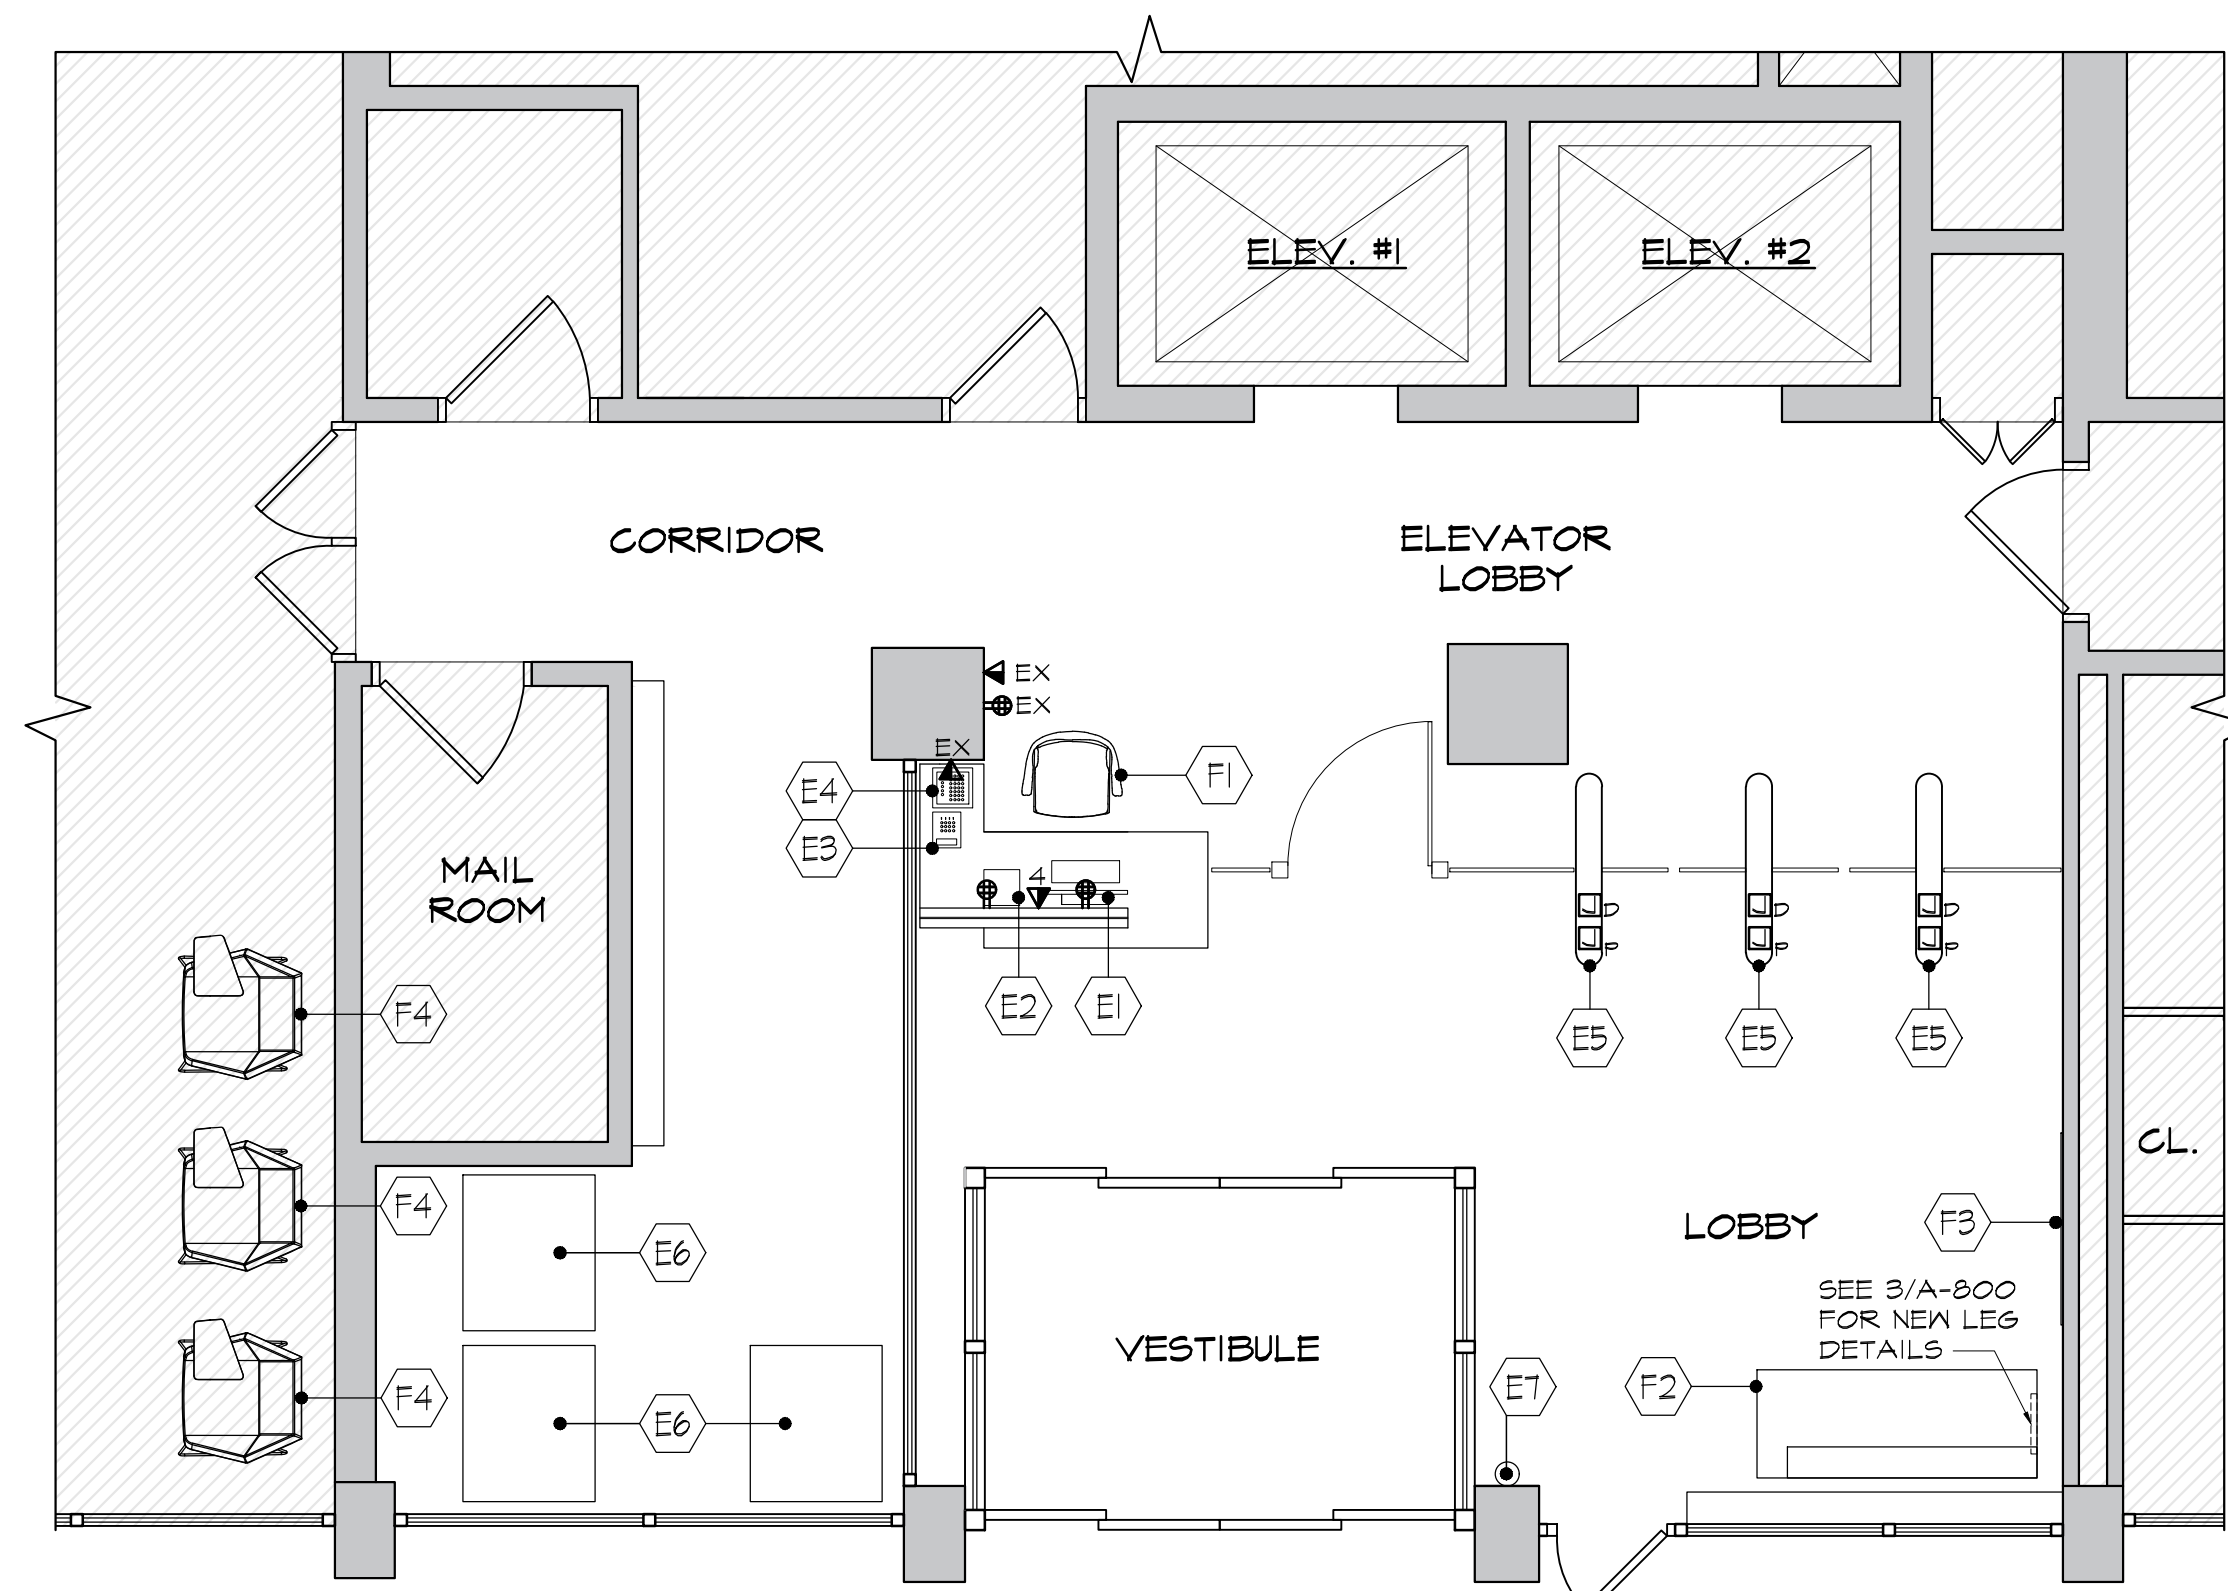 ELEV. #1
ELEV. #2
CORRIDOR
ELEVATOR
LOBBY
EX
EX
EX
F1
E4
E3
MAIL
ROOM
4
D
D
D
P
P
P
E2
E1
F4
E5
E5
E5
CL.
F4
F3
LOBBY
E6
SEE 3/A-800
FOR NEW LEG
DETAILS
VESTIBULE
F4
E7
F2
E6